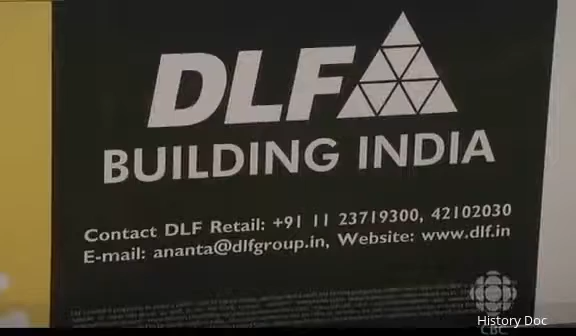 DLF
BUILDING INDIA
Contact DLF Retail: +91 11 23719300, 42102030
E-mail: ananta@dlfgroup.in, Website: www.dlf.in
CBC
History Doc